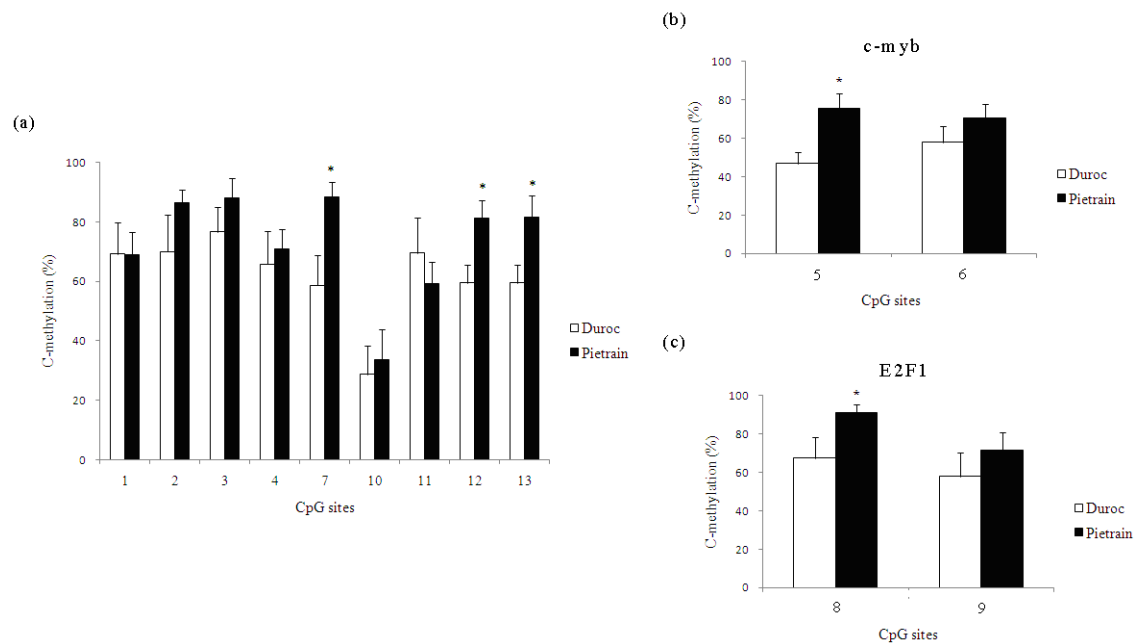 (a)
C-methylation (%)
100
80
60
40
20
0
*
*
*
1 2 3 4 7 10 11 12 13
CpG sites
Duroc
Pietrain
(b)
c-myb
C-methylation (%)
100
80
60
40
20
0
*
5 6
CpG sites
Duroc
Pietrain
(c)
E2F1
C-methylation (%)
100
80
60
40
20
0
*
8 9
CpG sites
Duroc
Pietrain